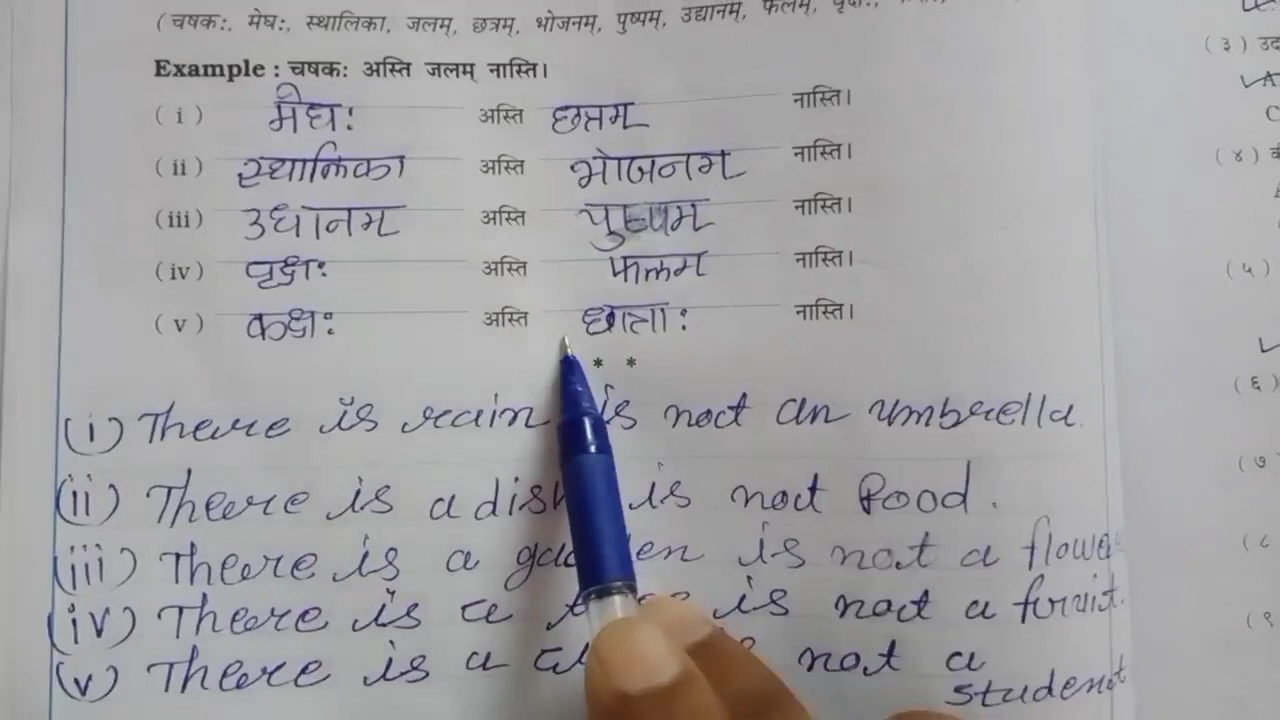 (चषकः, मेघः, स्थालिका, जलम्, छत्रम्, भोजनम्, पुष्पम्, उद्यानम्, फलम्,
Example : चषकः अस्ति जलम् नास्ति।
( i ) मेघः अस्ति छत्रम नास्ति।
( ii ) स्थालिका अस्ति भोजनम नास्ति।
(iii) उधानम अस्ति पुष्पम नास्ति।
(iv) वृक्षः अस्ति फलम नास्ति।
( v ) कक्षः अस्ति छात्राः नास्ति।
* *
(i) There is rain is not an umbrella.
(ii) There is a dish is not food.
(iii) There is a garden is not a flowe
(iv) There is a is not a fruit.
(v) There is a not a
student
( ३ ) उद
A
C
( ४ )
( ५ )
( ६ )
( ७
( ८
( ९